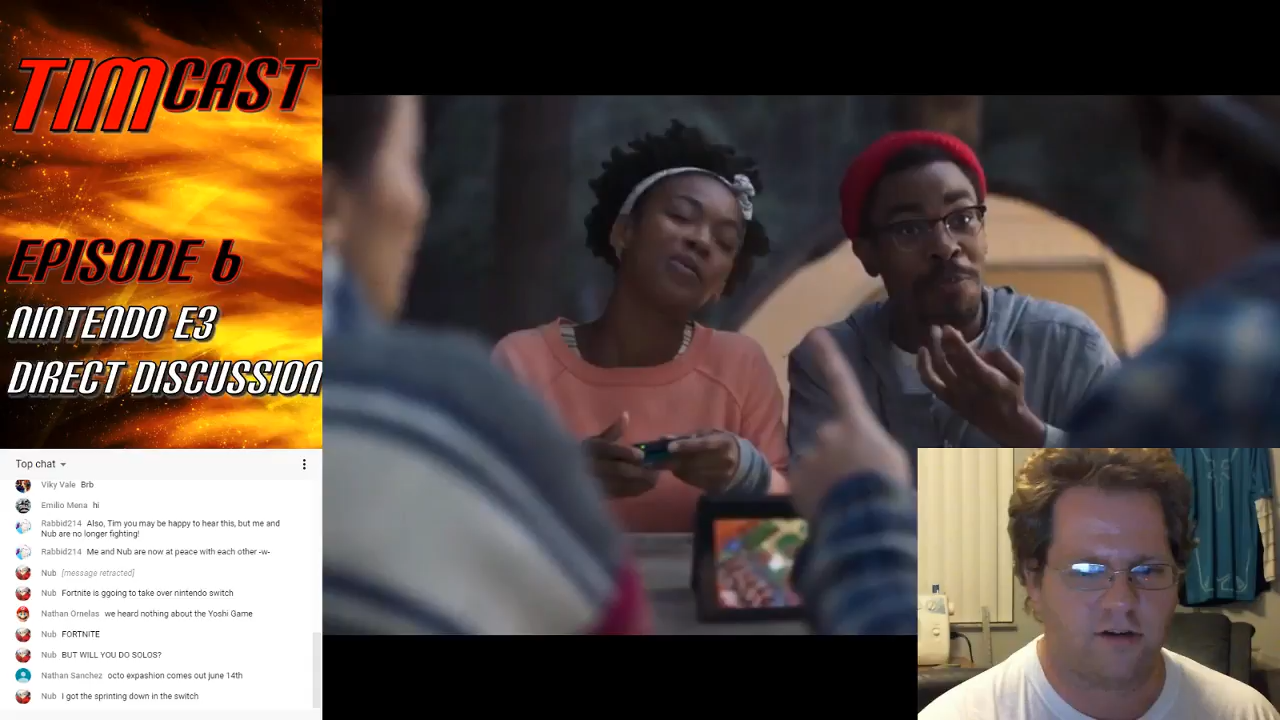 TIMCAST
EPISODE 6
NINTENDO E3
DIRECT DISCUSSION
Top chat
Viky Vale Brb
Emilio Mena hi
Rabbid214 Also, Tim you may be happy to hear this, but me and
Nub are no longer fighting!
Rabbid214 Me and Nub are now at peace with each other -w-
Nub [message retracted]
Nub Fortnite is ggoing to take over nintendo switch
Nathan Ornelas we heard nothing about the Yoshi Game
Nub FORTNITE
Nub BUT WILL YOU DO SOLOS?
Nathan Sanchez octo expashion comes out june 14th
Nub I got the sprinting down in the switch